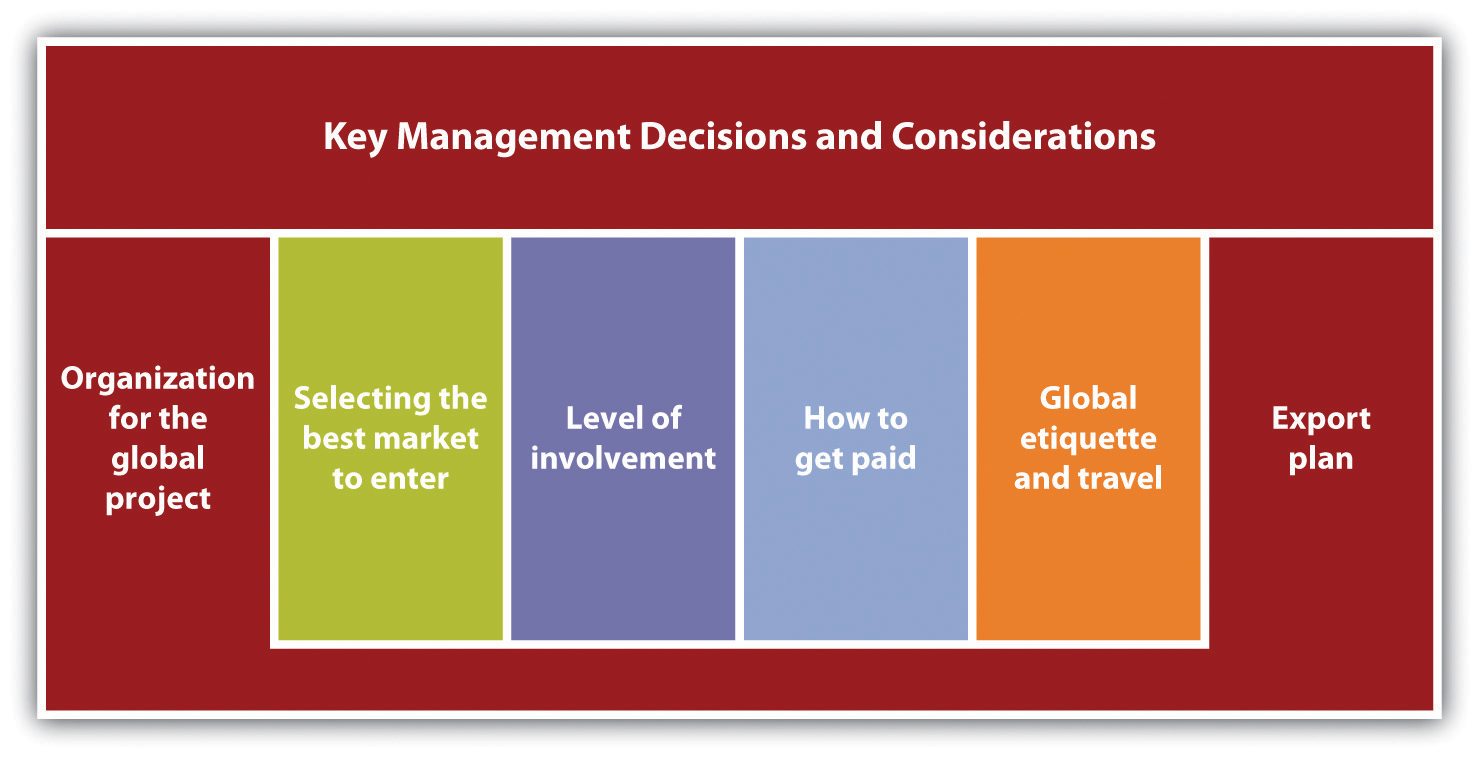 Key Management Decisions and Considerations
Organization
for the
global
project
Selecting the
best market
to enter
Level of
involvement
How to
get paid
Global
etiquette
and travel
Export
plan